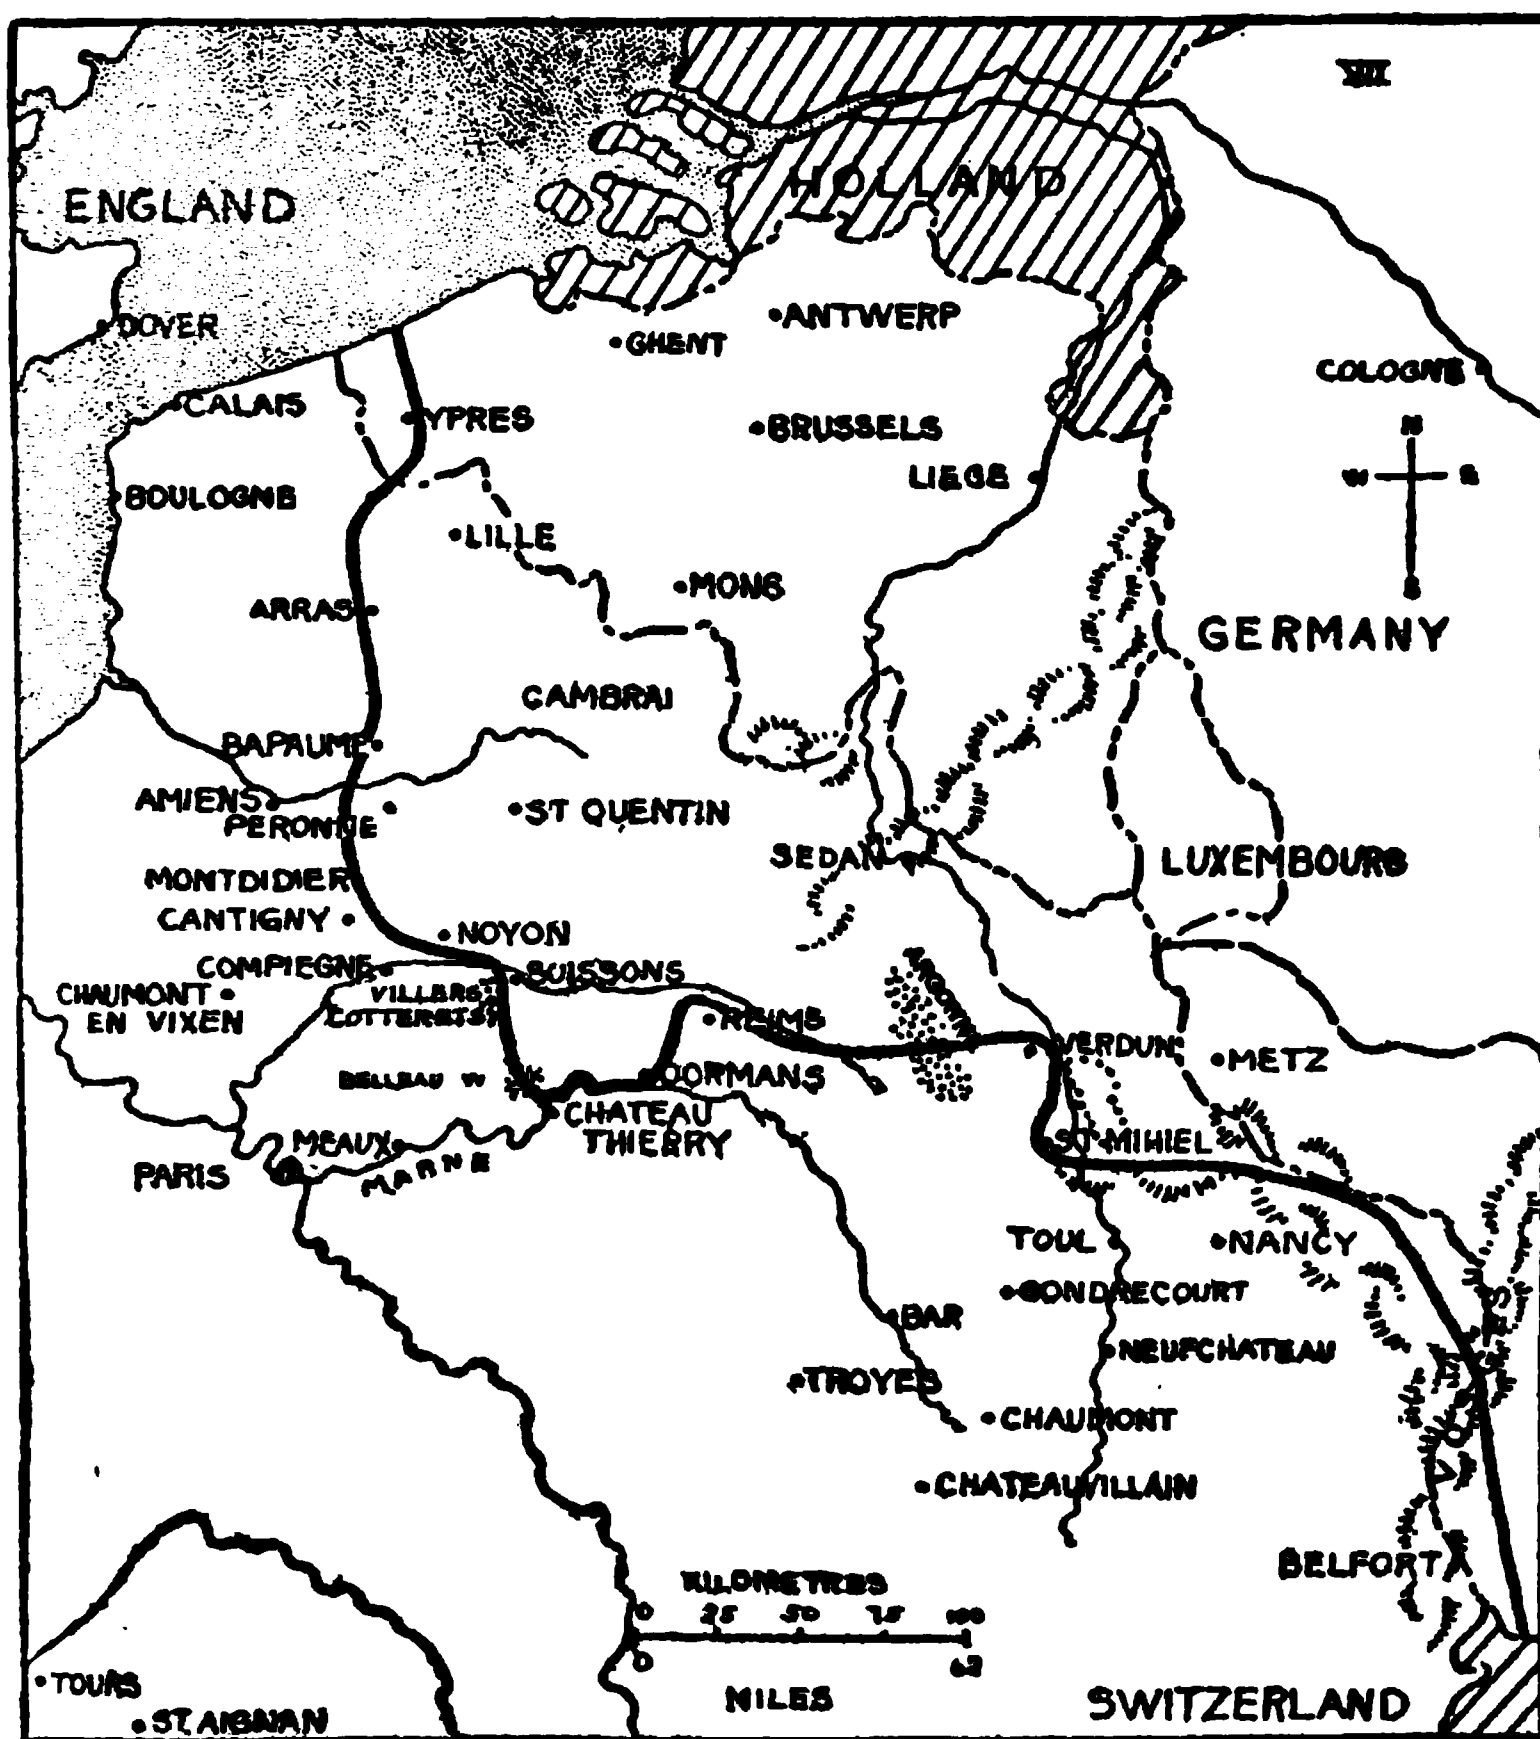 VII
HOLLAND
ENGLAND
DOVER
ANTWERP
GHENT
COLOGNE
CALAIS
YPRES
BRUSSELS
N
W E
S
LIEGE
BOULOGNE
LILLE
MONS
ARRAS
GERMANY
CAMBRAI
BAPAUME
AMIENS
PERONNE
ST QUENTIN
SEDAN
LUXEMBOURG
MONTDIDIER
CANTIGNY
NOYON
COMPIEGNE
SOISSONS
ARGONNE
CHAUMONT
EN VIXEN
VILLERS
COTTERETS
REIMS
VERDUN
METZ
BELLEAU W
DORMANS
CHATEAU
THIERRY
MEAUX
MARNE
PARIS
ST MIHIEL
TOUL
NANCY
GONDRECOURT
BAR
NEUFCHATEAU
TROYES
CHAUMONT
CHATEAUVILLAIN
VOSGES
BELFORT
KILOMETRES
0 25 50 75 100
0 62
MILES
TOURS
ST. AIGNAN
SWITZERLAND